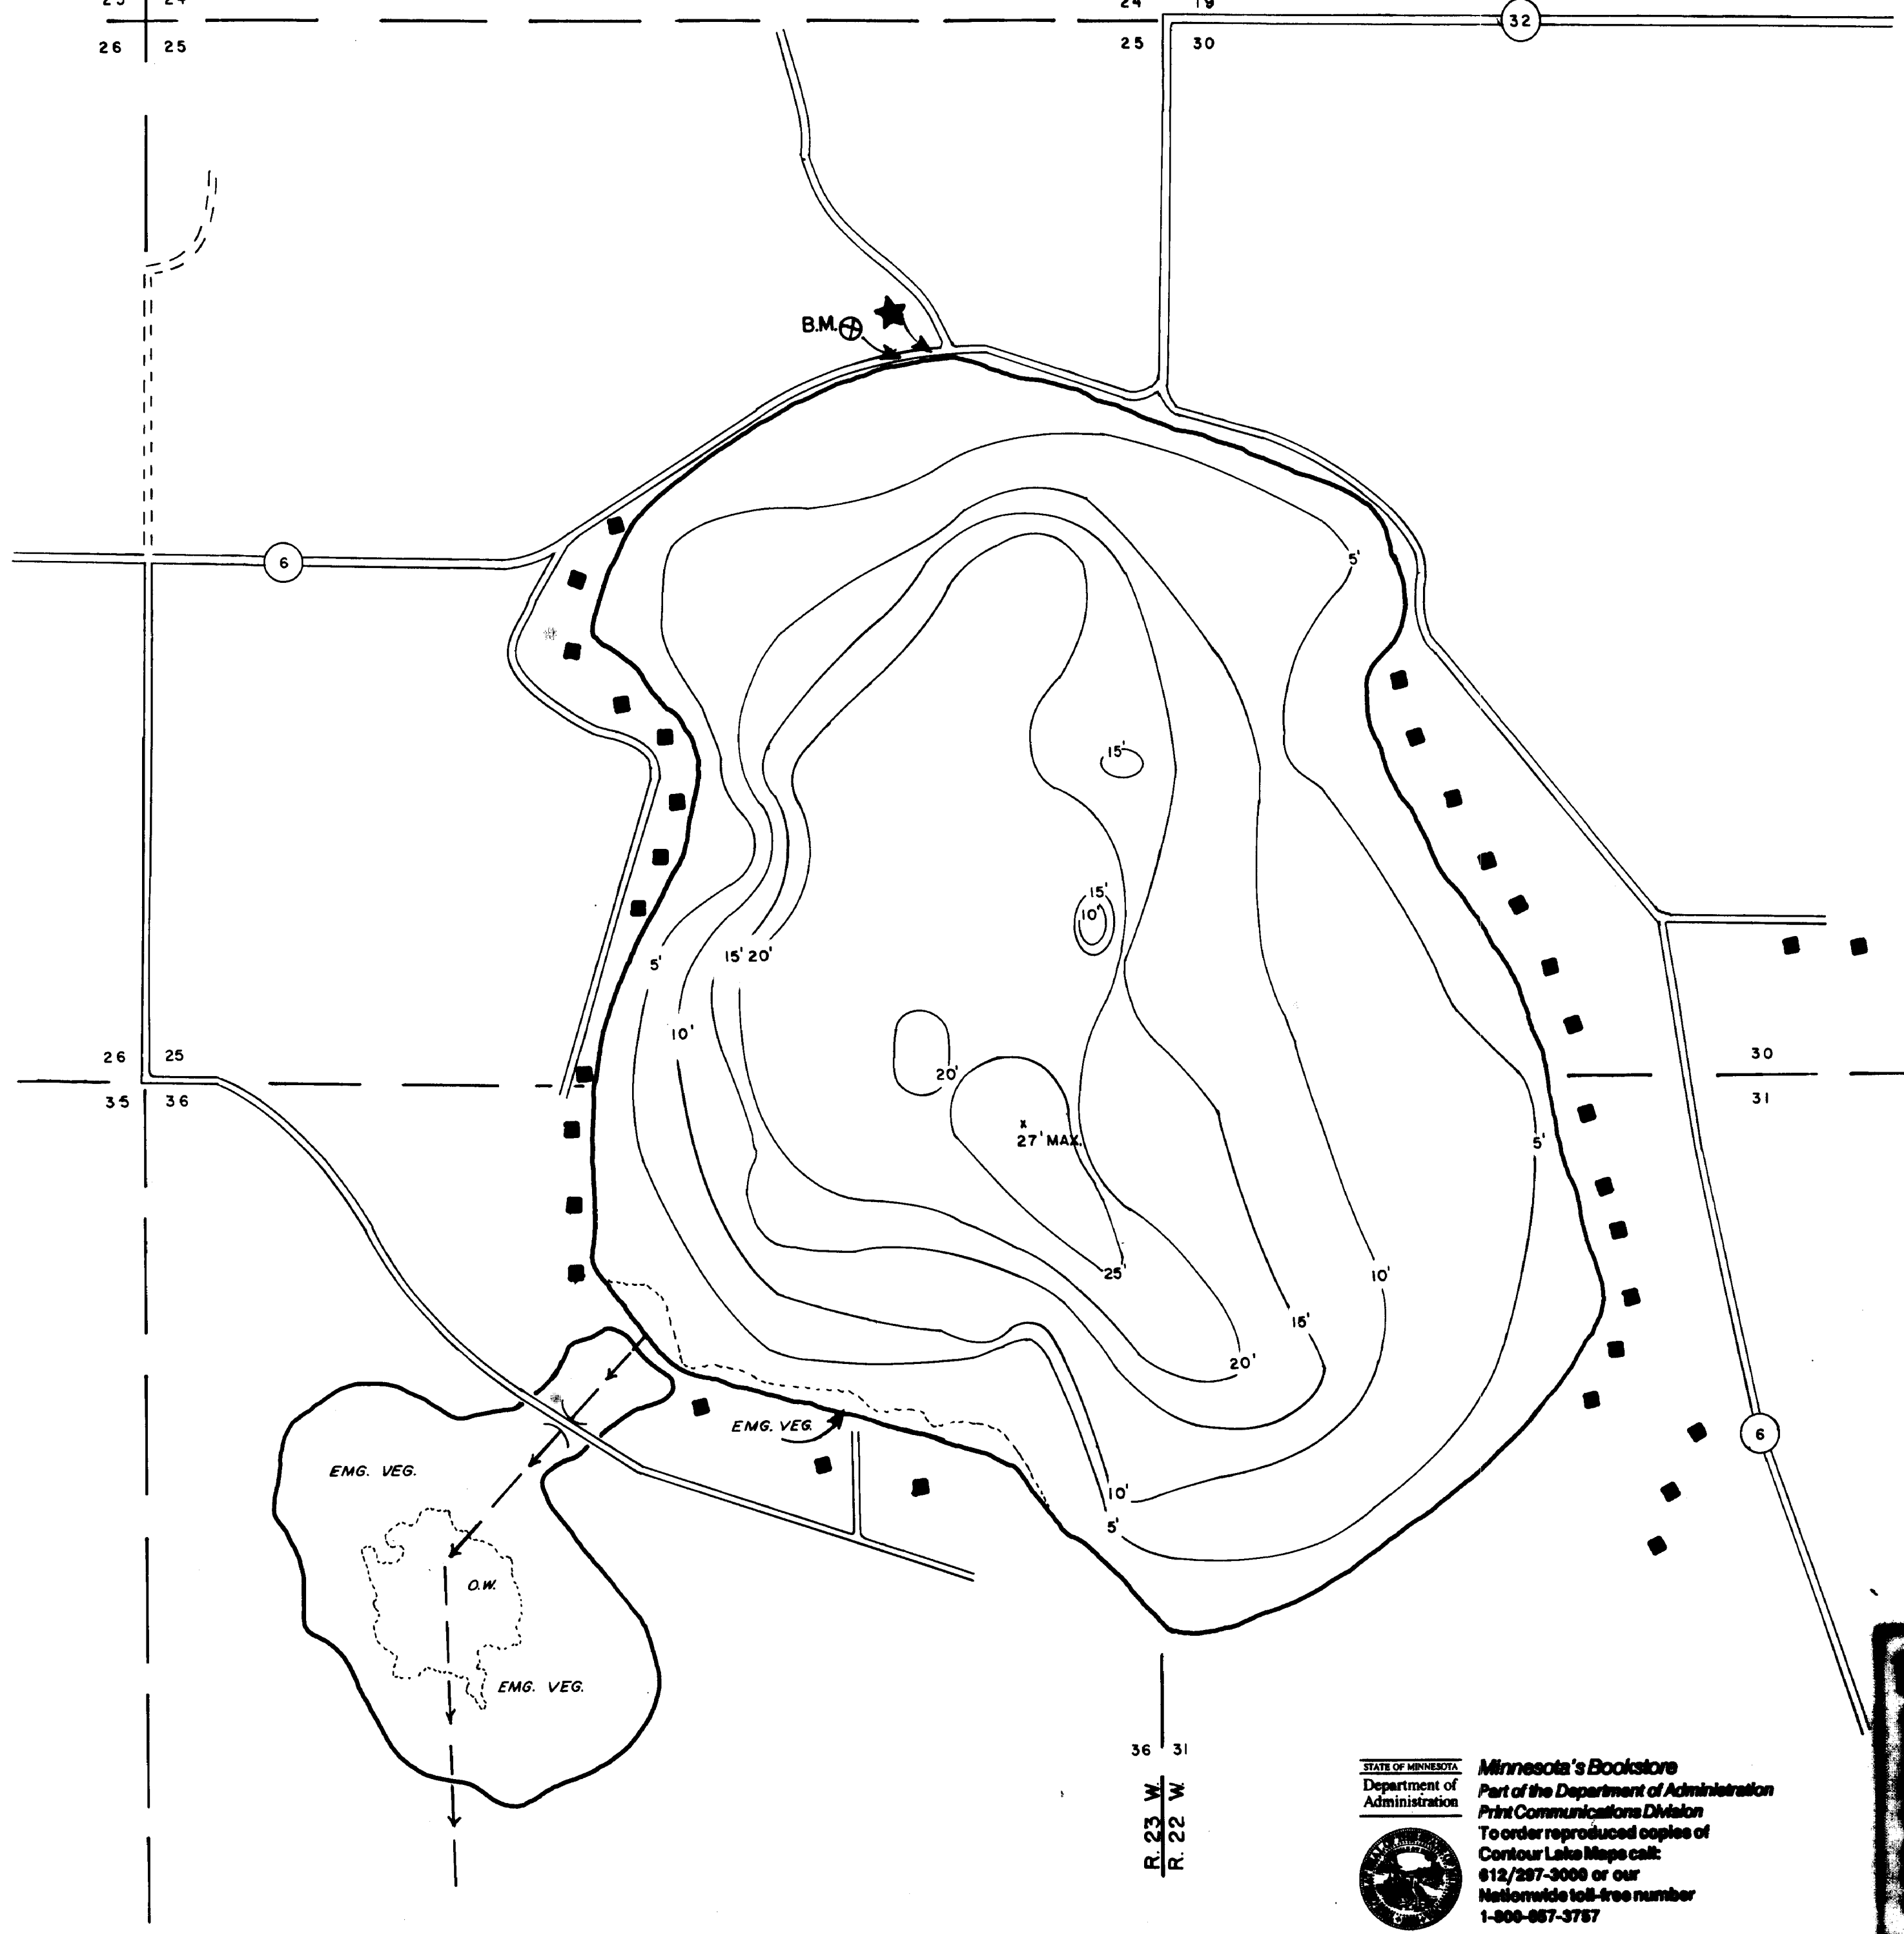 23 24
24 19
32
26 25
25 30
B.M.
6
5'
15'
15'
10'
15' 20'
5'
10'
20'
26 25
30
35 36
31
27' MAX.
5'
25'
10'
15'
20'
EMG. VEG.
6
EMG. VEG.
10'
5'
O.W.
EMG. VEG.
36 31
R. 23 W.
R. 22 W.
STATE OF MINNESOTA
Department of
Administration
Minnesota's Bookstore
Part of the Department of Administration
Print Communications Division
To order reproduced copies of
Contour Lake Maps call:
612/297-3000 or our
Nationwide toll-free number
1-800-657-3757